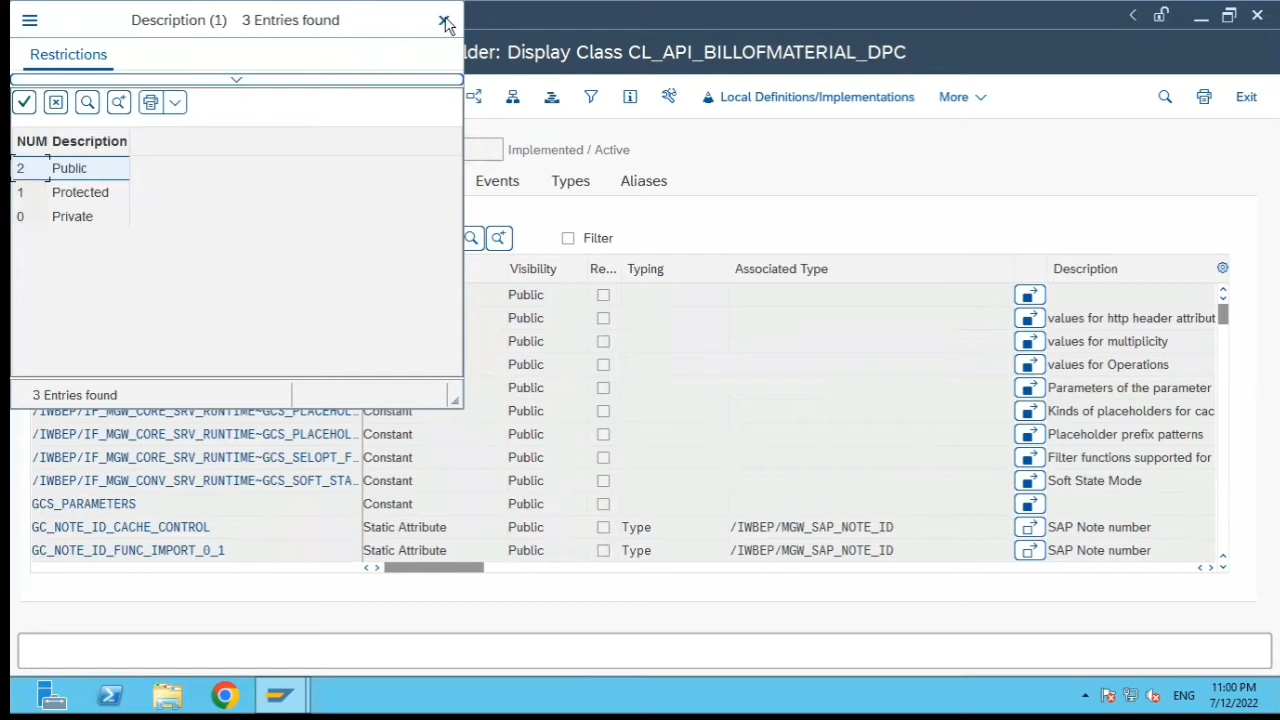 Description (1) 3 Entries found
lder: Display Class CL_API_BILLOFMATERIAL_DPC
Restrictions
Local Definitions/Implementations More Exit
NUM Description
2 Public
1 Protected
0 Private
3 Entries found
Implemented / Active
Events Types Aliases
Filter
Visibility Re... Typing Associated Type Description
Public
Public values for http header attribut
Public values for multiplicity
Public values for Operations
Public Parameters of the parameter
/IWBEP/IF_MGW_CORE_SRV_RUNTIME~GCS_PLACEHOL... Constant Public Kinds of placeholders for cac
/IWBEP/IF_MGW_CORE_SRV_RUNTIME~GCS_PLACEHOL... Constant Public Placeholder prefix patterns
/IWBEP/IF_MGW_CORE_SRV_RUNTIME~GCS_SELOPT_F... Constant Public Filter functions supported for
/IWBEP/IF_MGW_CONV_SRV_RUNTIME~GCS_SOFT_STA... Constant Public Soft State Mode
GCS_PARAMETERS Constant Public
GC_NOTE_ID_CACHE_CONTROL Static Attribute Public Type /IWBEP/MGW_SAP_NOTE_ID SAP Note number
GC_NOTE_ID_FUNC_IMPORT_0_1 Static Attribute Public Type /IWBEP/MGW_SAP_NOTE_ID SAP Note number
ENG
11:00 PM
7/12/2022